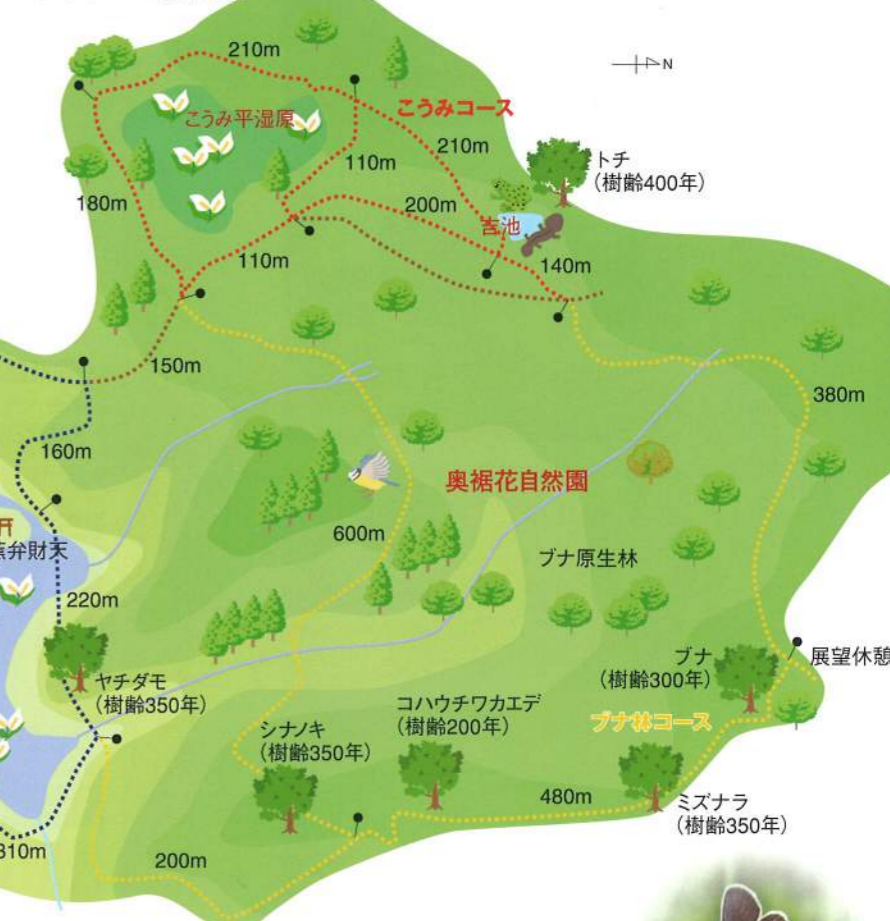 210m
N
こうみコース
こうみ平湿原
110m
210m
トチ
(樹齢400年)
180m
200m
吉池
110m
140m
150m
380m
160m
奥裾花自然園
600m
弁財天
ブナ原生林
220m
ブナ
(樹齢300年)
展望休憩
ヤチダモ
(樹齢350年)
コハウチワカエデ
(樹齢200年)
シナノキ
(樹齢350年)
ブナ林コース
480m
ミズナラ
(樹齢350年)
310m
200m